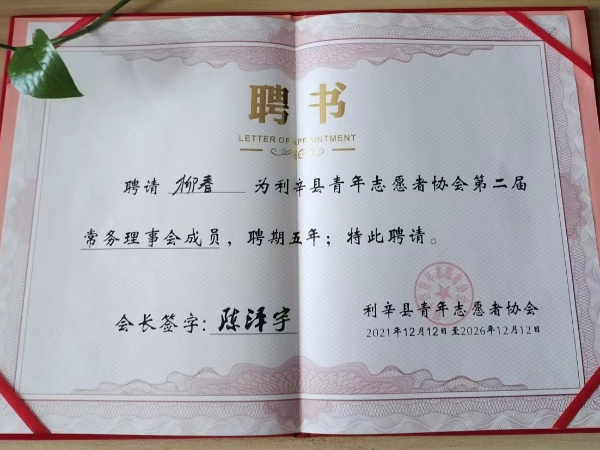 聘书
LETTER OF APPOINTMENT
聘请 柳春 为利辛县青年志愿者协会第二届
常务理事会成员，聘期五年；特此聘请。
会长签字：陈泽宇
利辛县青年志愿者协会
2021年12月12日至2026年12月12日